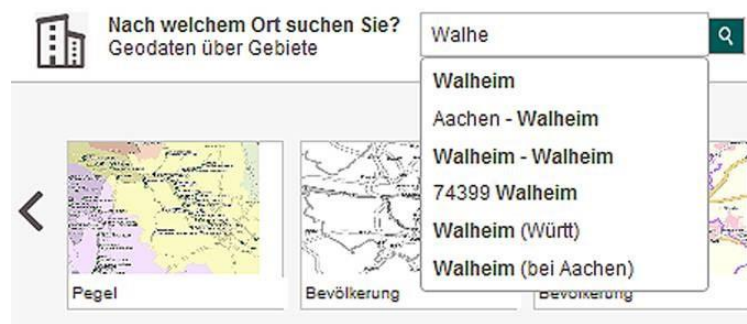 Nach welchem Ort suchen Sie?
Geodaten über Gebiete
Walhe
Walheim
Aachen - Walheim
Walheim - Walheim
74399 Walheim
Walheim (Württ)
Walheim (bei Aachen)
Pegel
Bevölkerung
Bevölkerung